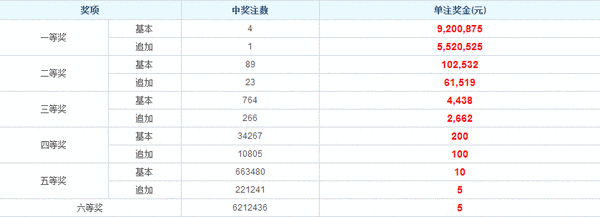 奖项 中奖注数 单注奖金(元)
一等奖 基本 4 9,200,875
追加 1 5,520,525
二等奖 基本 89 102,532
追加 23 61,519
三等奖 基本 764 4,438
追加 266 2,662
四等奖 基本 34267 200
追加 10805 100
五等奖 基本 663480 10
追加 221241 5
六等奖 6212436 5